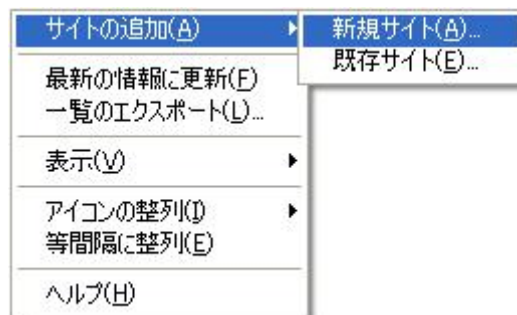 サイトの追加(A)
新規サイト(A)...
既存サイト(E)...
最新の情報に更新(F)
一覧のエクスポート(L)...
表示(V)
アイコンの整列(I)
等間隔に整列(E)
ヘルプ(H)